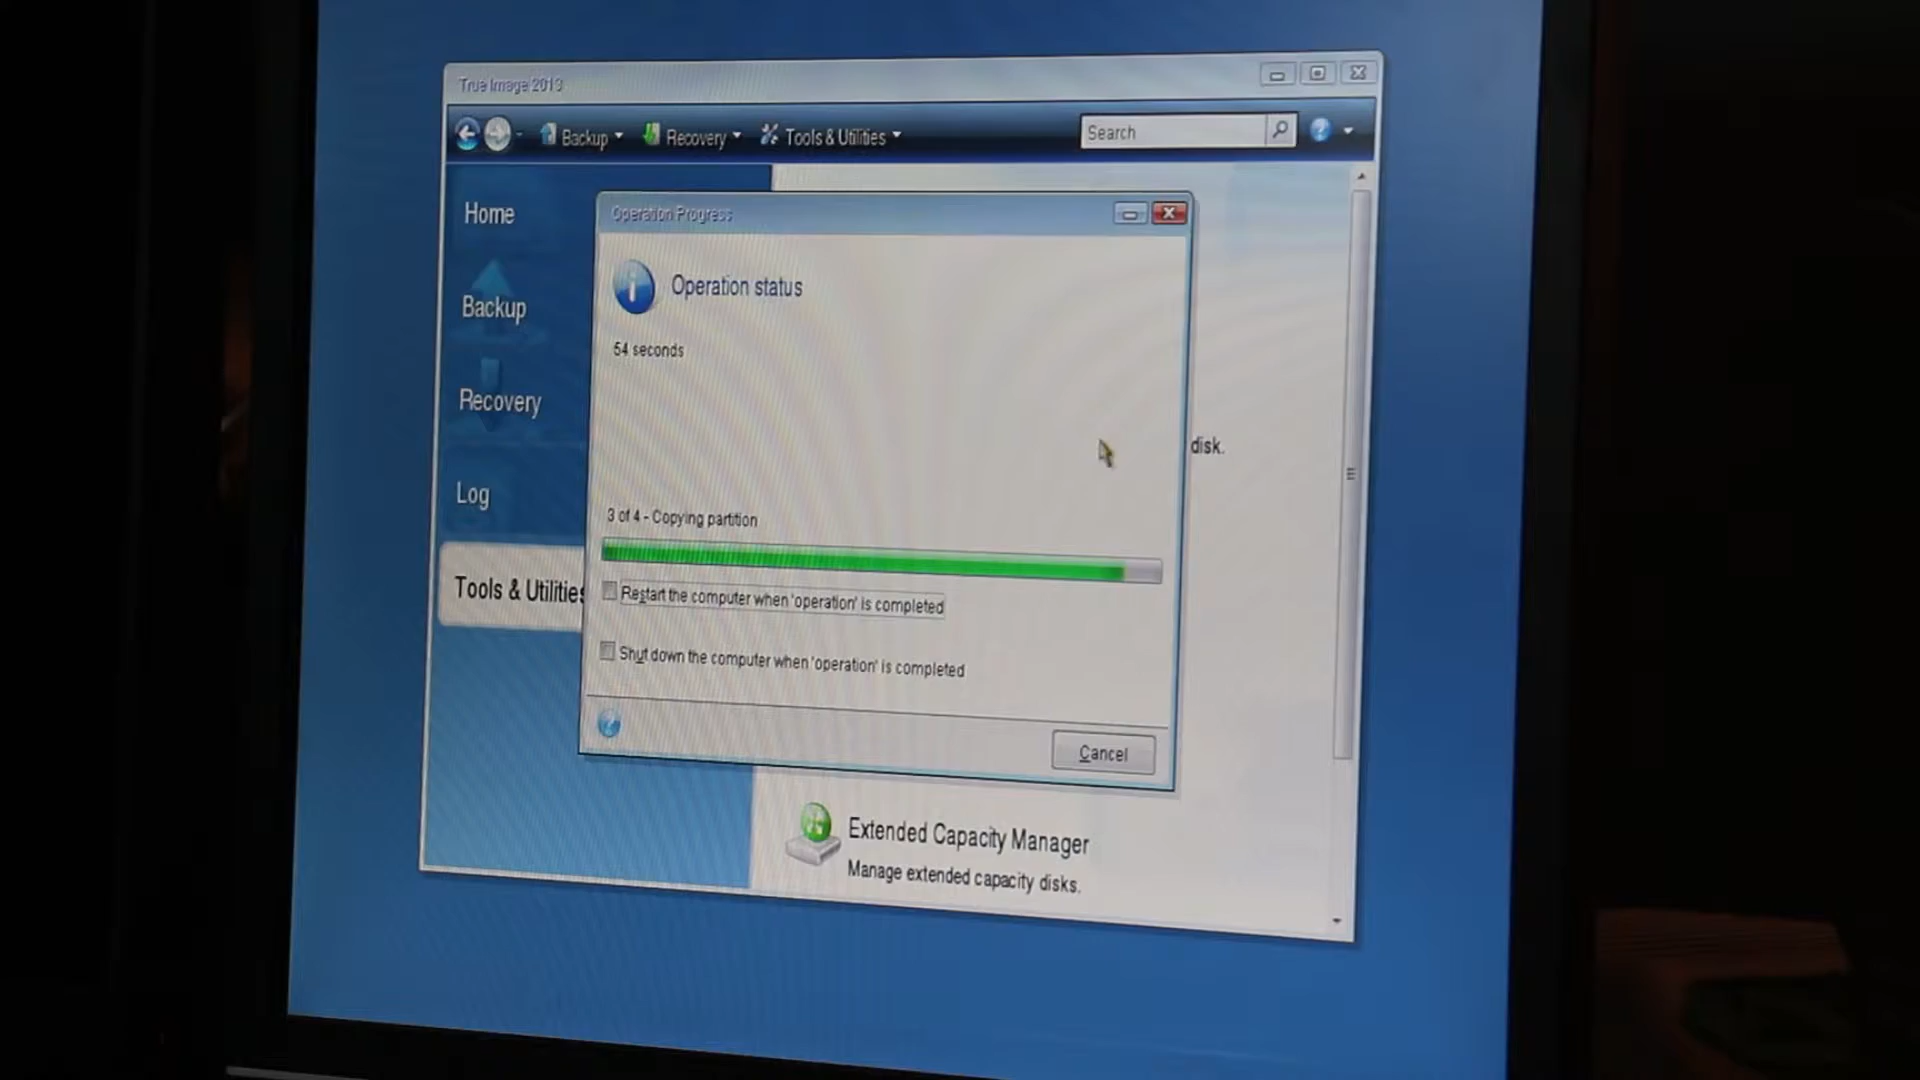 True Image 2013
Backup
Recovery
Tools & Utilities
Search
Home
Backup
Recovery
Log
Tools & Utilities
Operation Progress
Operation status
54 seconds
disk.
3 of 4 - Copying partition
Restart the computer when 'operation' is completed
Shut down the computer when 'operation' is completed
Cancel
Extended Capacity Manager
Manage extended capacity disks.